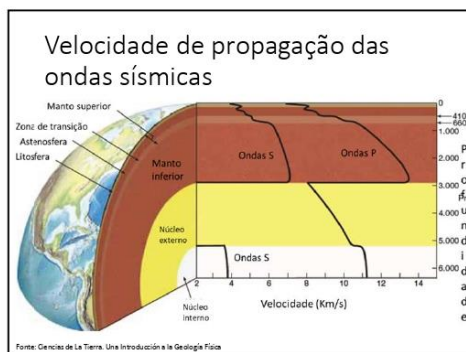 Velocidade de propagação das
ondas sísmicas
Manto superior
Zona de transição
Astenosfera
Litosfera
Manto
inferior
Núcleo
externo
Núcleo
Interno
Ondas S
Ondas P
Ondas S
0
410
660
1.000
2.000
3.000
4.000
5.000
6.000
Profundidade
2 4 6 8 10 12 14
Velocidade (Km/s)
Fonte: Ciencias de La Tierra. Una Introducción a la Geología Física